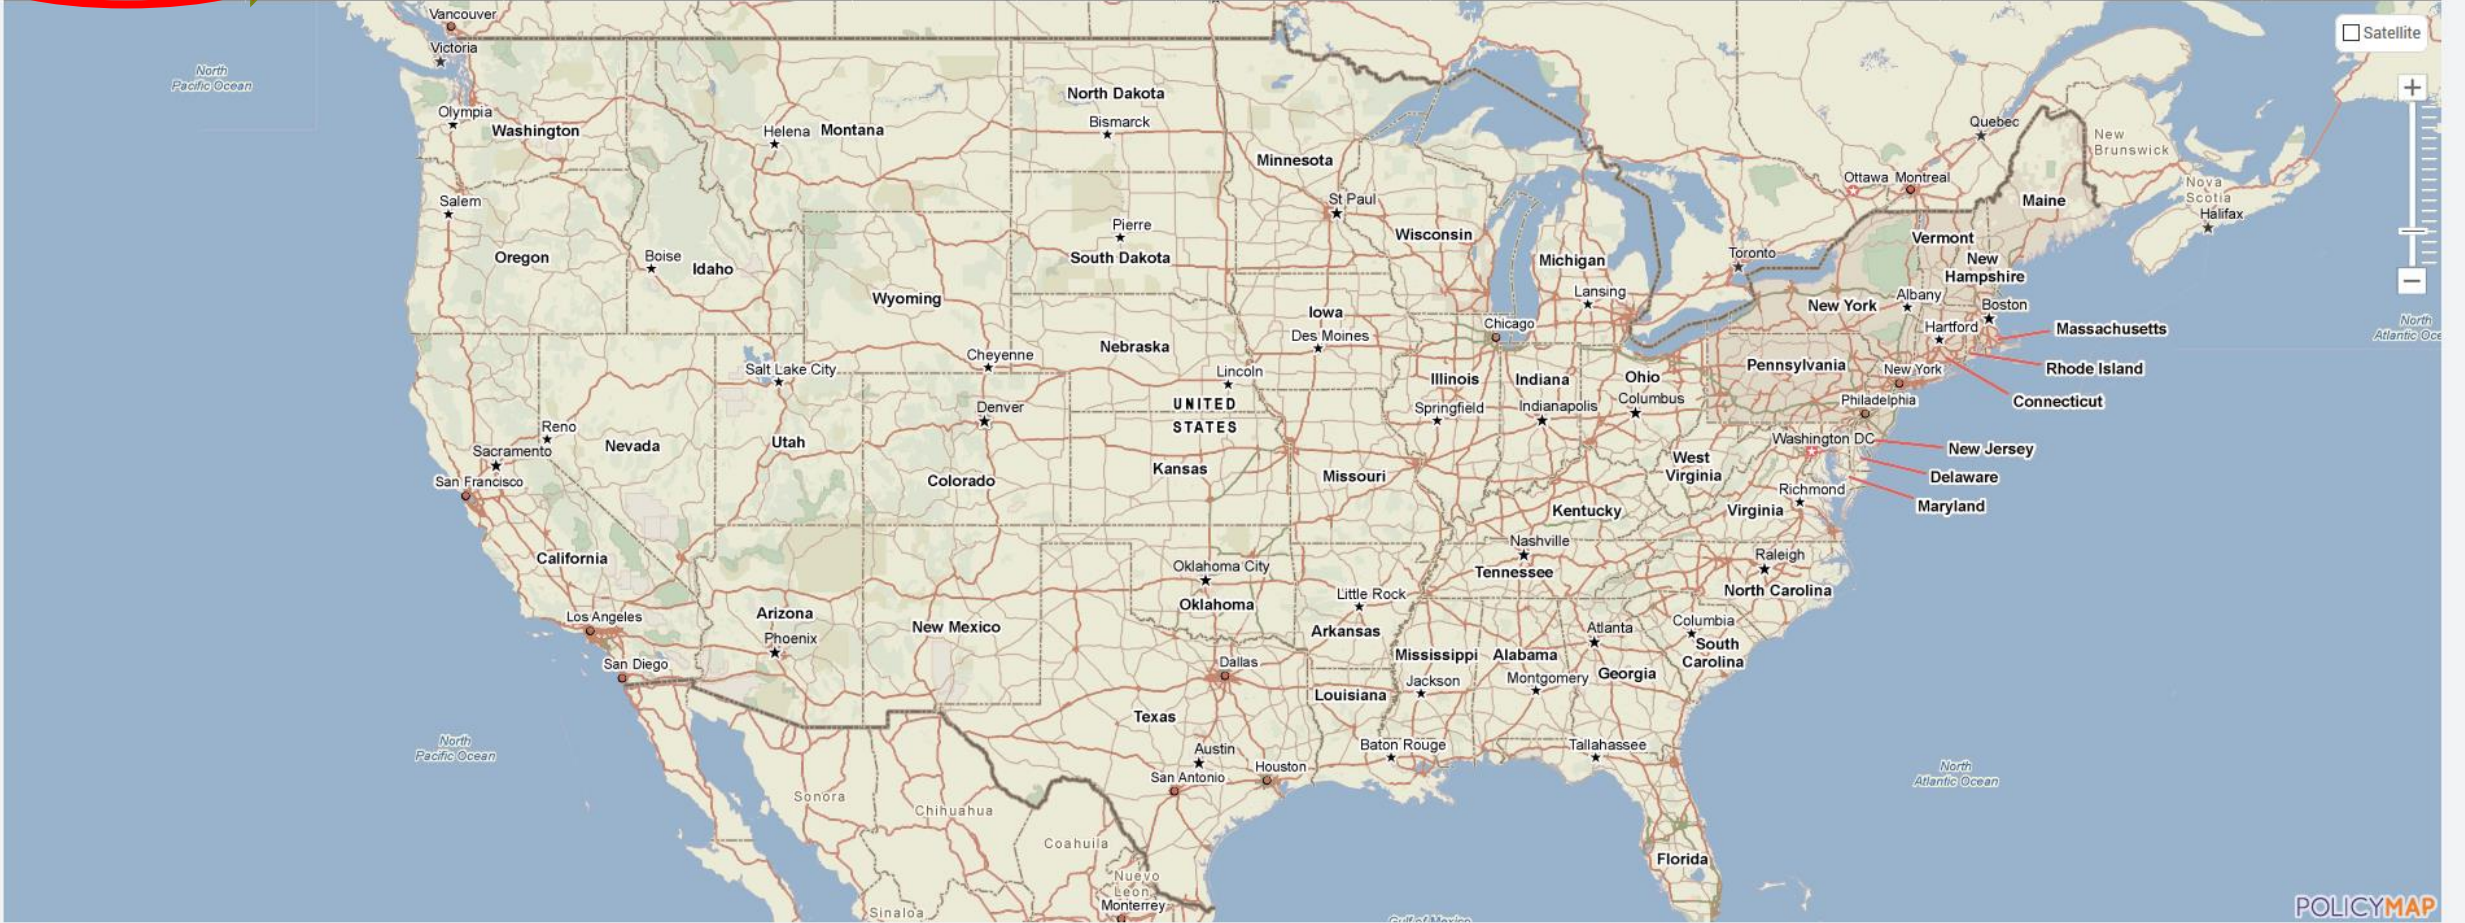 Vancouver
Victoria
Satellite
North
Pacific Ocean
+
North Dakota
Olympia
Washington
Helena
Montana
Bismarck
Quebec
New
Brunswick
Minnesota
Ottawa
Montreal
Nova
Scotia
Salem
St Paul
Maine
Halifax
Pierre
Wisconsin
Vermont
Oregon
Boise
Idaho
South Dakota
Michigan
Toronto
New
Hampshire
Wyoming
Lansing
New York
Albany
Boston
−
Iowa
Chicago
Hartford
Massachusetts
North
Atlantic Oce
Des Moines
Nebraska
Cheyenne
Salt Lake City
Lincoln
Illinois
Indiana
Ohio
Pennsylvania
New York
Rhode Island
UNITED
STATES
Denver
Springfield
Indianapolis
Columbus
Philadelphia
Connecticut
Reno
Nevada
Utah
Sacramento
Washington DC
New Jersey
San Francisco
Colorado
Kansas
Missouri
West
Virginia
Delaware
Richmond
Maryland
Kentucky
Virginia
California
Nashville
Raleigh
Oklahoma City
Tennessee
Little Rock
North Carolina
Oklahoma
Los Angeles
Arizona
New Mexico
Arkansas
Atlanta
Columbia
Phoenix
South
Carolina
San Diego
Dallas
Mississippi
Alabama
Georgia
Louisiana
Jackson
Montgomery
Texas
North
Pacific Ocean
Austin
Baton Rouge
Tallahassee
San Antonio
Houston
North
Atlantic Ocean
Sonora
Chihuahua
Coahuila
Florida
Nuevo
Leon
Monterrey
Sinaloa
Gulf of Mexico
POLICYMAP